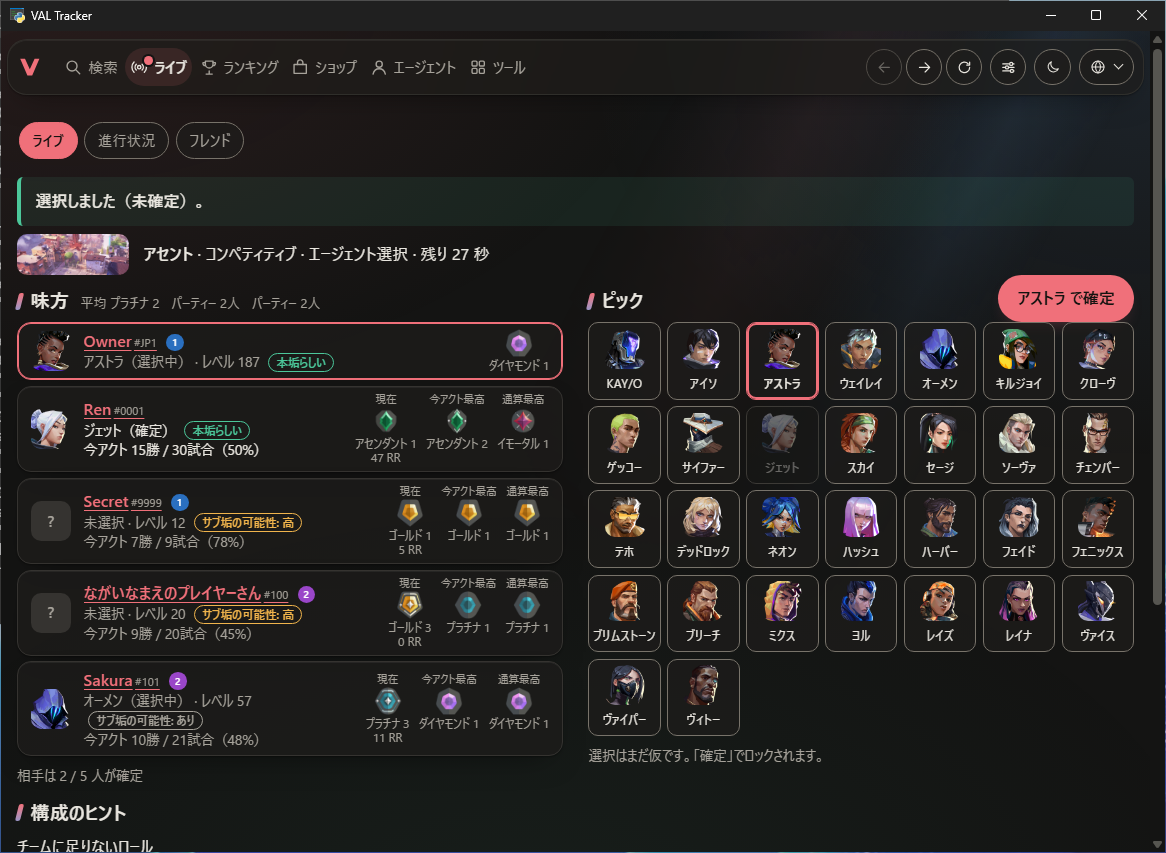 VAL Tracker
検索 ライブ ランキング ショップ エージェント ツール
ライブ 進行状況 フレンド
選択しました（未確定）。
アセント · コンペティティブ · エージェント選択 · 残り 27 秒
味方 平均 プラチナ 2 パーティー 2人 パーティー 2人
Owner #JP1 1
アストラ（選択中） · レベル 187 本垢らしい
ダイヤモンド 1
Ren #0001
ジェット（確定） 本垢らしい
今アクト 15勝 / 30試合（50%）
現在 今アクト最高 通算最高
アセンダント 1 アセンダント 2 イモータル 1
47 RR
Secret #9999 1
未選択 · レベル 12 サブ垢の可能性: 高
今アクト 7勝 / 9試合（78%）
現在 今アクト最高 通算最高
ゴールド 1 ゴールド 1 ゴールド 1
5 RR
ながいなまえのプレイヤーさん #100 2
未選択 · レベル 20 サブ垢の可能性: 高
今アクト 9勝 / 20試合（45%）
現在 今アクト最高 通算最高
ゴールド 3 プラチナ 1 プラチナ 1
0 RR
Sakura #101 2
オーメン（選択中） · レベル 57
サブ垢の可能性: あり
今アクト 10勝 / 21試合（48%）
現在 今アクト最高 通算最高
プラチナ 3 ダイヤモンド 1 ダイヤモンド 1
11 RR
相手は 2 / 5 人が確定
構成のヒント
チームに足りないロール
ピック アストラ で確定
KAY/O アイソ アストラ ウェイレイ オーメン キルジョイ クローヴ
ゲッコー サイファー ジェット スカイ セージ ソーヴァ チェンバー
テホ デッドロック ネオン ハッシュ ハーバー フェイド フェニックス
ブリムストーン ブリーチ ミクス ヨル レイズ レイナ ヴァイス
ヴァイパー ヴィトー
選択はまだ仮です。「確定」でロックされます。